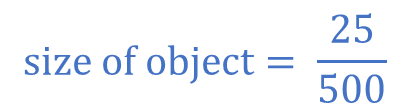 size of object = 25/500